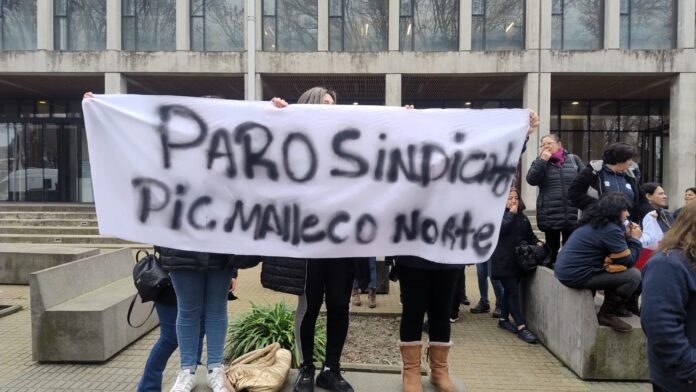 PARO SINDICATO
PIC. MALLECO NORTE